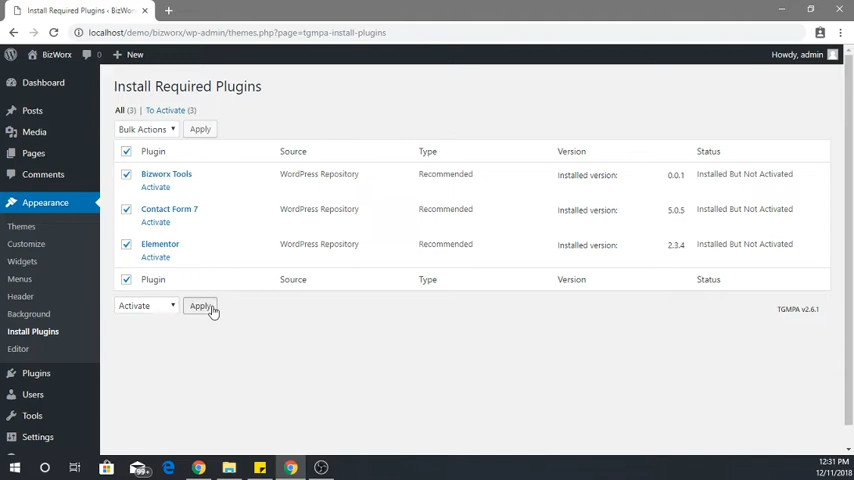 Install Required Plugins ‹ BizWorx
localhost/demo/bizworx/wp-admin/themes.php?page=tgmpa-install-plugins
BizWorx 0 New Howdy, admin
Dashboard
Posts
Media
Pages
Comments
Appearance
Themes
Customize
Widgets
Menus
Header
Background
Install Plugins
Editor
Plugins
Users
Tools
Settings
Install Required Plugins
All (3) | To Activate (3)
Bulk Actions Apply
Plugin Source Type Version Status
Bizworx Tools WordPress Repository Recommended Installed version: 0.0.1 Installed But Not Activated
Activate
Contact Form 7 WordPress Repository Recommended Installed version: 5.0.5 Installed But Not Activated
Activate
Elementor WordPress Repository Recommended Installed version: 2.3.4 Installed But Not Activated
Activate
Plugin Source Type Version Status
Activate Apply
TGMPA v2.6.1
99+
12:31 PM
12/11/2018